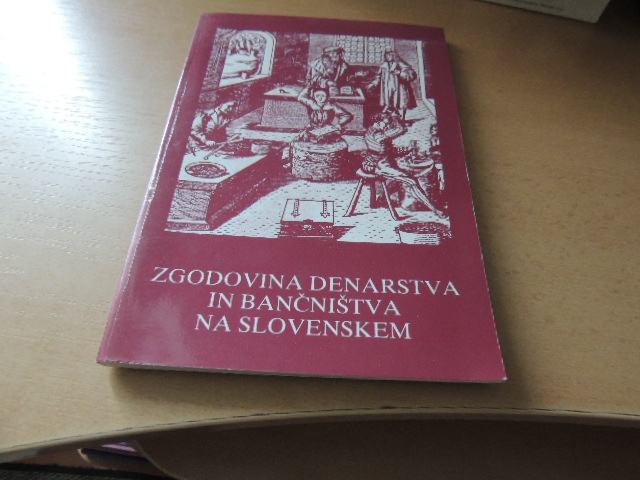 ZGODOVINA DENARSTVA
IN BANČNIŠTVA
NA SLOVENSKEM